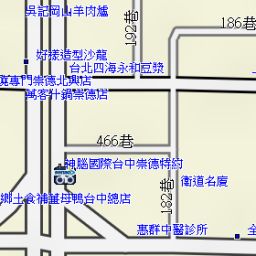 吳記岡山羊肉爐
186巷
192巷
好樣造型沙龍
台北四海永和豆漿
專門崇德北興店
萬客什鍋崇德店
466巷
神腦國際台中崇德特約
182巷
衛道名廈
鄉土食補薑母鴨台中總店
惠群中醫診所
全